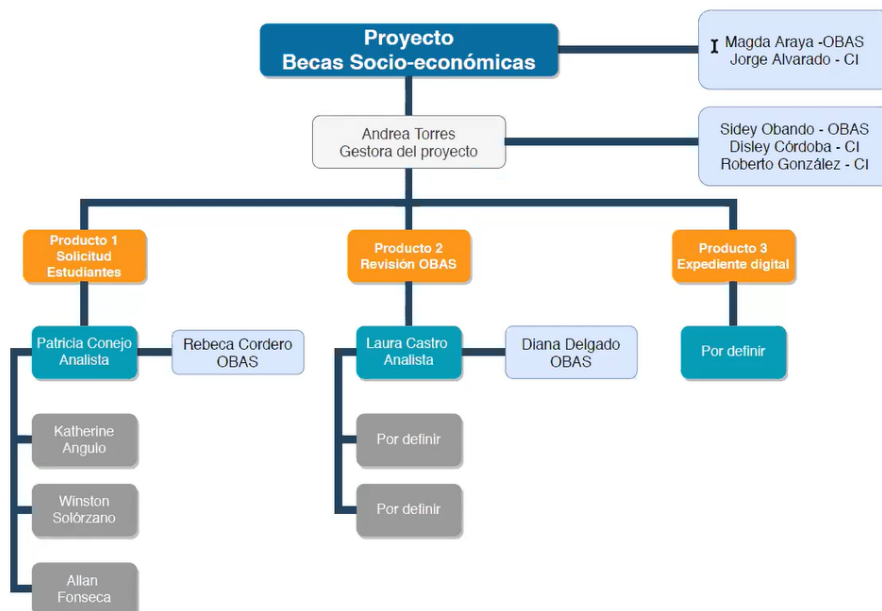 Proyecto
Becas Socio-económicas
Magda Araya -OBAS
Jorge Alvarado - CI
Andrea Torres
Gestora del proyecto
Sidey Obando - OBAS
Disley Córdoba - CI
Roberto González - CI
Producto 1
Solicitud
Estudiantes
Producto 2
Revisión OBAS
Producto 3
Expediente digital
Patricia Conejo
Analista
Rebeca Cordero
OBAS
Laura Castro
Analista
Diana Delgado
OBAS
Por definir
Katherine
Angulo
Por definir
Winston
Solórzano
Por definir
Allan
Fonseca